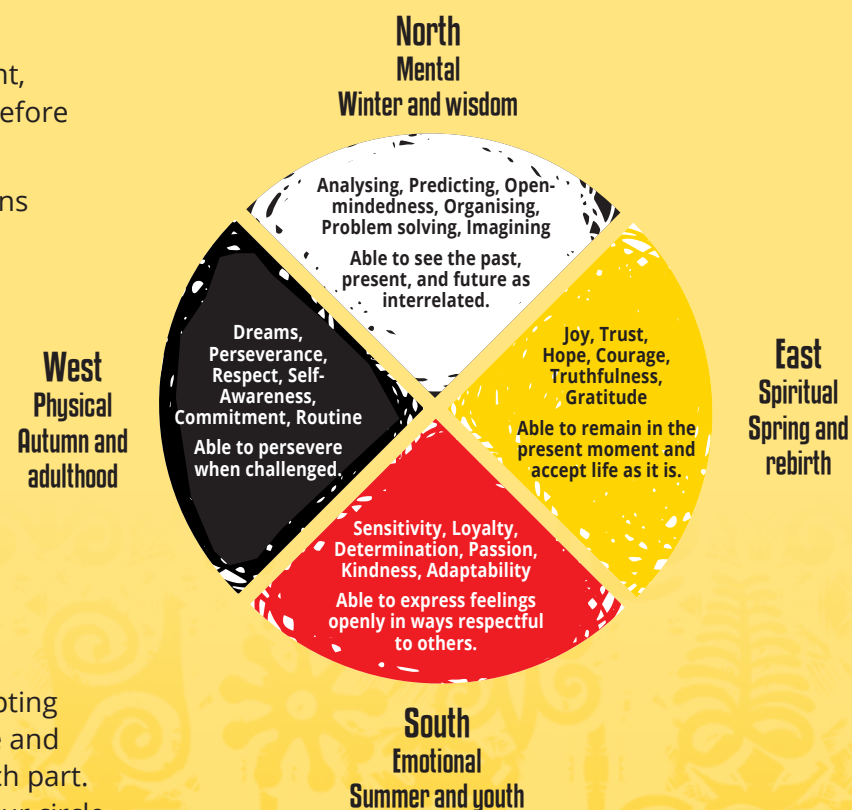 North
Mental
Winter and wisdom
Analysing, Predicting, Open-
mindedness, Organising,
Problem solving, Imagining
Able to see the past,
present, and future as
interrelated.
West
Physical
Autumn and
adulthood
Dreams,
Perseverance,
Respect, Self-
Awareness,
Commitment, Routine
Able to persevere
when challenged.
Joy, Trust,
Hope, Courage,
Truthfulness,
Gratitude
Able to remain in the
present moment and
accept life as it is.
East
Spiritual
Spring and
rebirth
Sensitivity, Loyalty,
Determination, Passion,
Kindness, Adaptability
Able to express feelings
openly in ways respectful
to others.
South
Emotional
Summer and youth
and
part.
circle